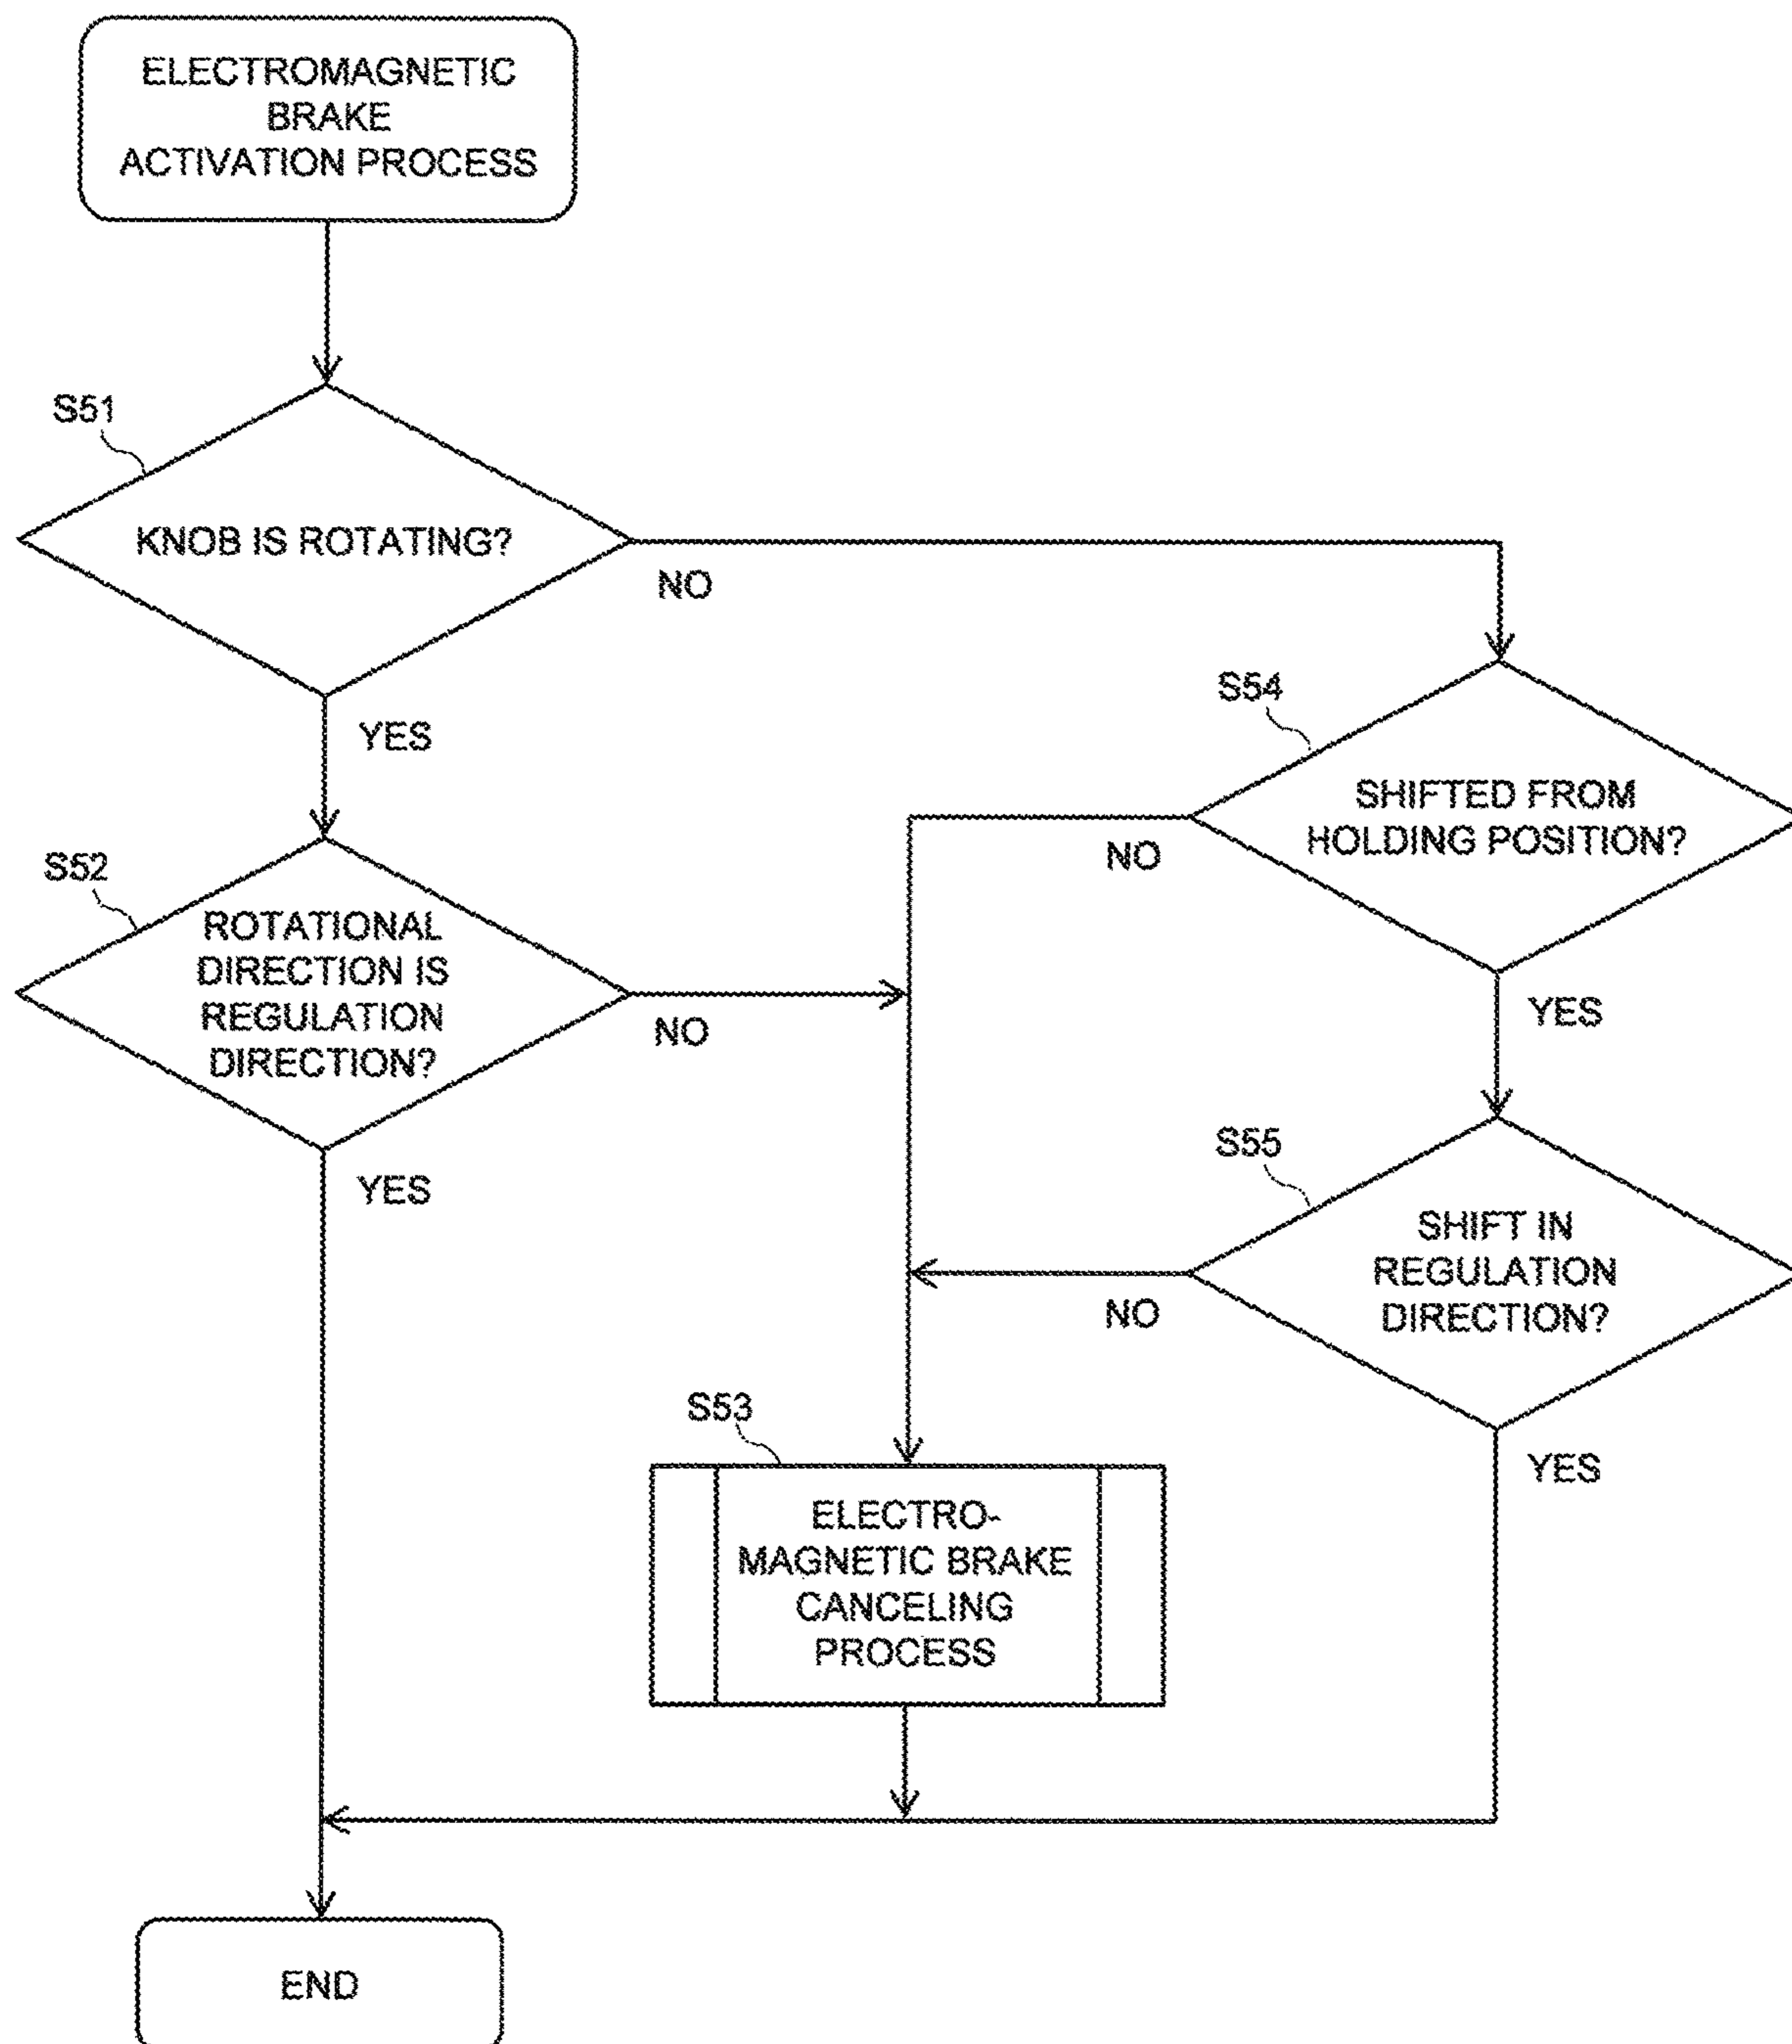 ELECTROMAGNETIC
BRAKE
ACTIVATION PROCESS
S51
KNOB IS ROTATING?
NO
YES
S54
SHIFTED FROM
HOLDING POSITION?
NO
YES
S52
ROTATIONAL
DIRECTION IS
REGULATION
DIRECTION?
NO
YES
S55
SHIFT IN
REGULATION
DIRECTION?
NO
YES
S53
ELECTRO-
MAGNETIC BRAKE
CANCELING
PROCESS
END